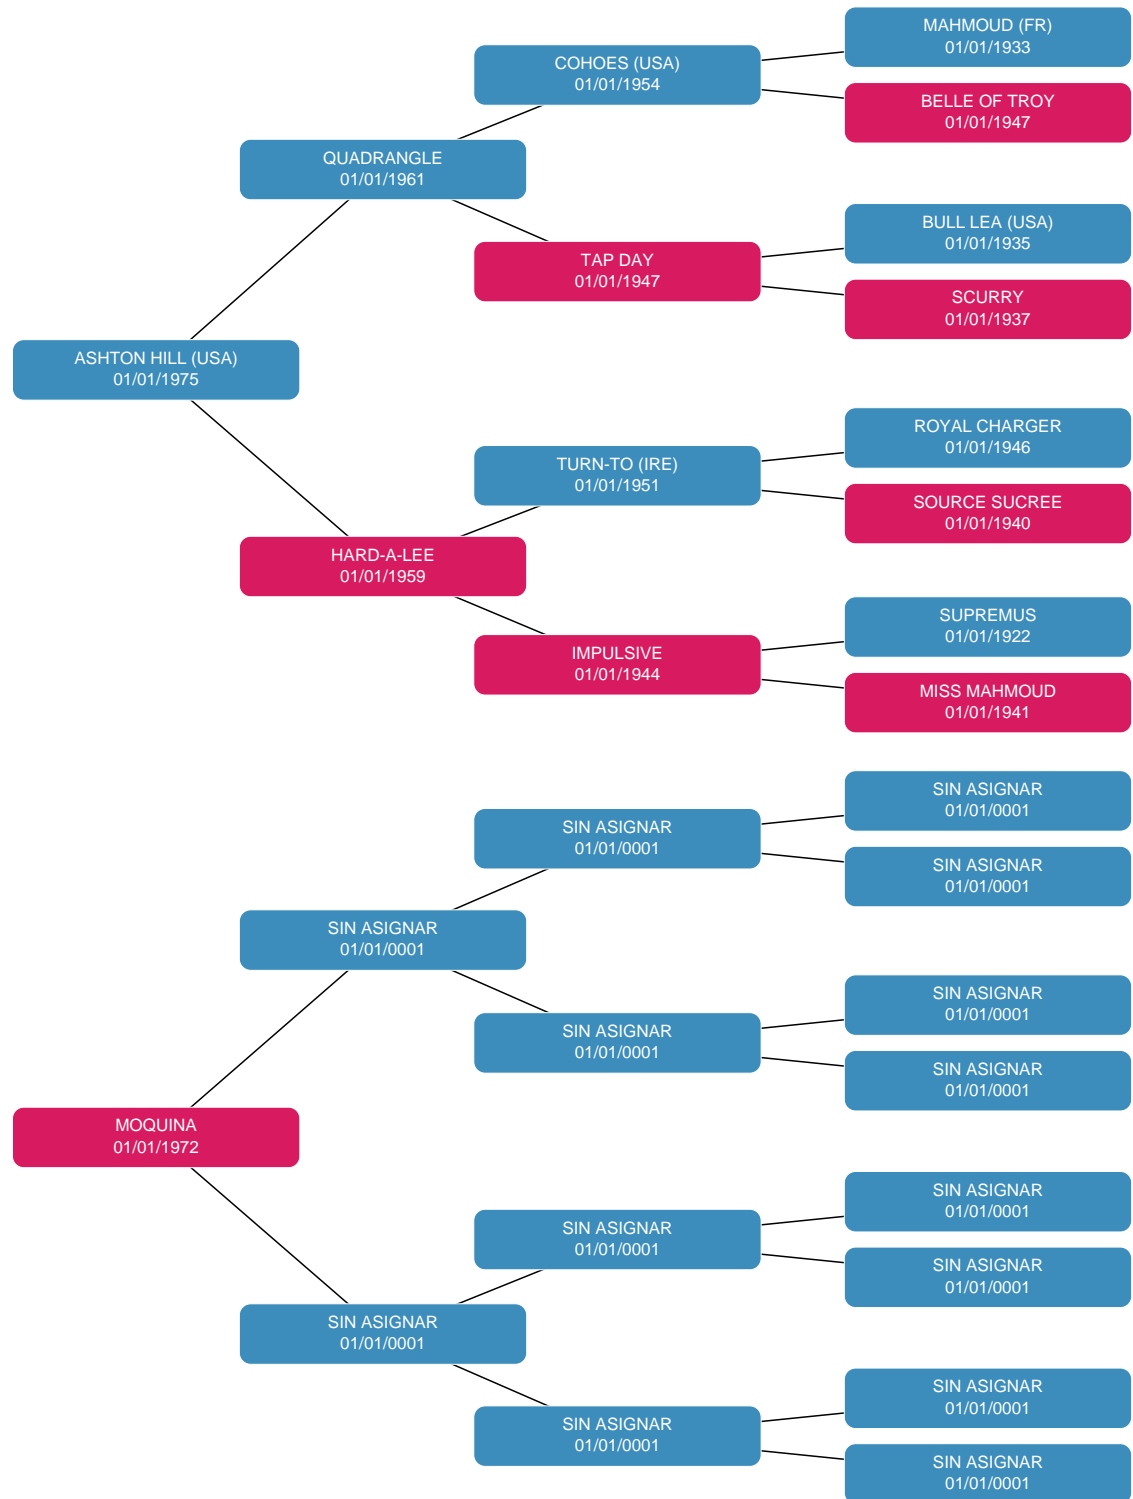 MAHMOUD (FR)
01/01/1933
COHOES (USA)
01/01/1954
BELLE OF TROY
01/01/1947
QUADRANGLE
01/01/1961
BULL LEA (USA)
01/01/1935
TAP DAY
01/01/1947
SCURRY
01/01/1937
ASHTON HILL (USA)
01/01/1975
ROYAL CHARGER
01/01/1946
TURN-TO (IRE)
01/01/1951
SOURCE SUCREE
01/01/1940
HARD-A-LEE
01/01/1959
SUPREMUS
01/01/1922
IMPULSIVE
01/01/1944
MISS MAHMOUD
01/01/1941
SIN ASIGNAR
01/01/0001
SIN ASIGNAR
01/01/0001
SIN ASIGNAR
01/01/0001
SIN ASIGNAR
01/01/0001
SIN ASIGNAR
01/01/0001
SIN ASIGNAR
01/01/0001
SIN ASIGNAR
01/01/0001
MOQUINA
01/01/1972
SIN ASIGNAR
01/01/0001
SIN ASIGNAR
01/01/0001
SIN ASIGNAR
01/01/0001
SIN ASIGNAR
01/01/0001
SIN ASIGNAR
01/01/0001
SIN ASIGNAR
01/01/0001
SIN ASIGNAR
01/01/0001